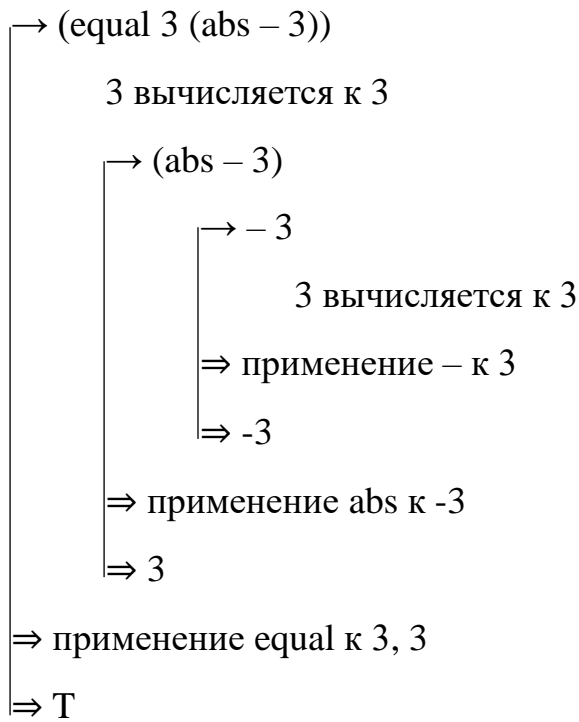 → (equal 3 (abs – 3))
3 вычисляется к 3
→ (abs – 3)
→ – 3
3 вычисляется к 3
⇒ применение – к 3
⇒ -3
⇒ применение abs к -3
⇒ 3
⇒ применение equal к 3, 3
⇒ T